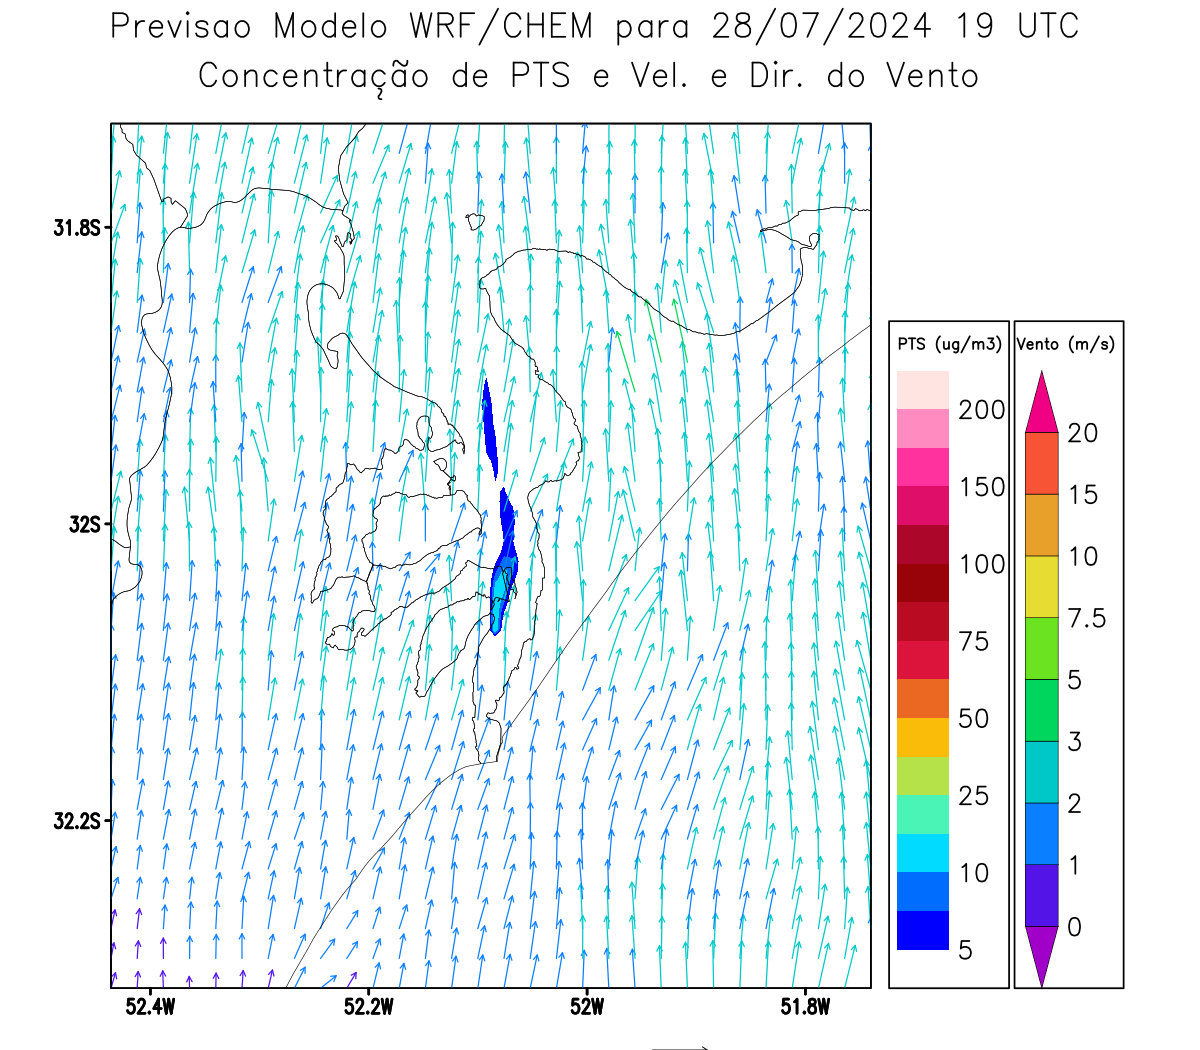 Previsao Modelo WRF/CHEM para 28/07/2024 19 UTC
Concentração de PTS e Vel. e Dir. do Vento
31.8S
32S
32.2S
52.4W 52.2W 52W 51.8W
PTS (ug/m3)
200
150
100
75
50
25
10
5
Vento (m/s)
20
15
10
7.5
5
3
2
1
0